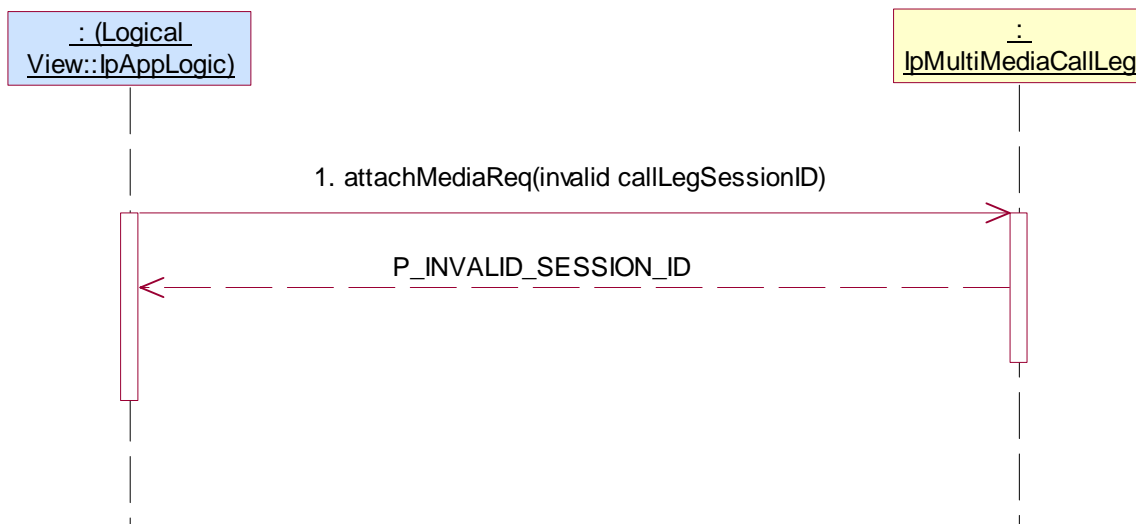 : (Logical
View::IpAppLogic)
:
IpMultiMediaCallLeg
1. attachMediaReq(invalid callLegSessionID)
P_INVALID_SESSION_ID